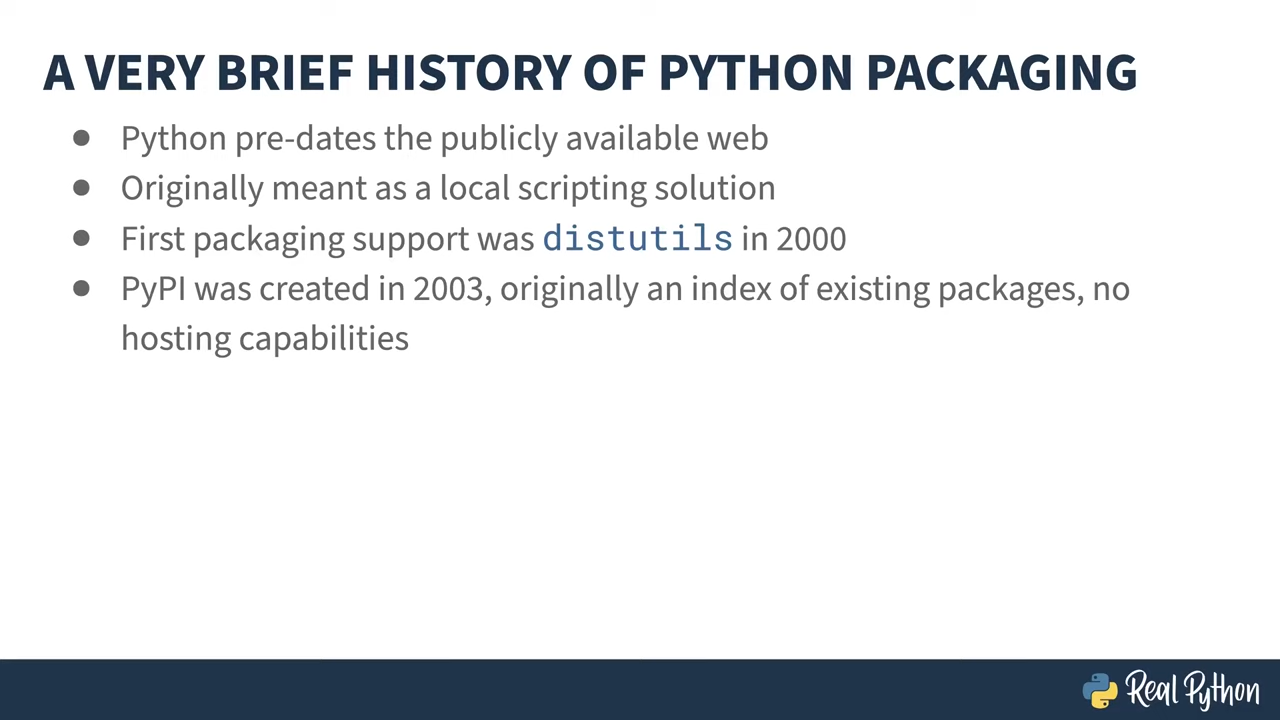 A VERY BRIEF HISTORY OF PYTHON PACKAGING
● Python pre-dates the publicly available web
● Originally meant as a local scripting solution
● First packaging support was distutils in 2000
● PyPI was created in 2003, originally an index of existing packages, no
hosting capabilities
Real Python